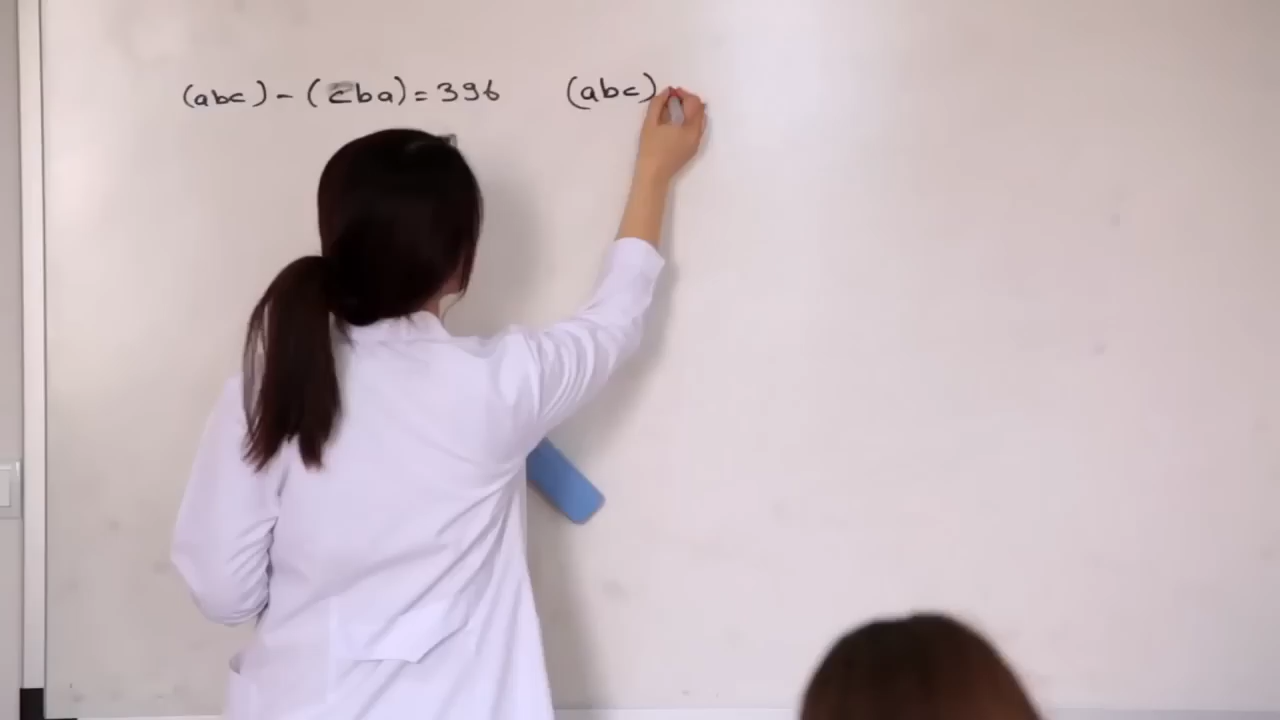 (abc) - (cba) = 396 (abc)